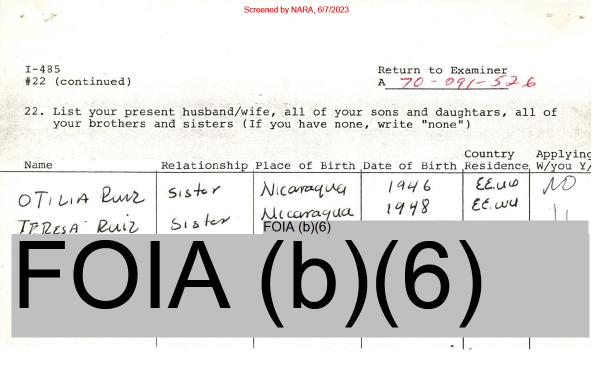 Screened by NARA, 6/7/2023
I-485 Return to Examiner
#22 (continued) A 70-091-526
22. List your present husband/wife, all of your sons and daughtars, all of
your brothers and sisters (If you have none, write "none")
Country Applying
Name Relationship Place of Birth Date of Birth Residence W/you Y/
OTILIA RUIZ Sister Nicaragua 1946 EE.UU NO
TERESA RUIZ Sister Nicaragua 1948 EE.UU 11
FOIA (b)(6)
FOIA (b)(6)